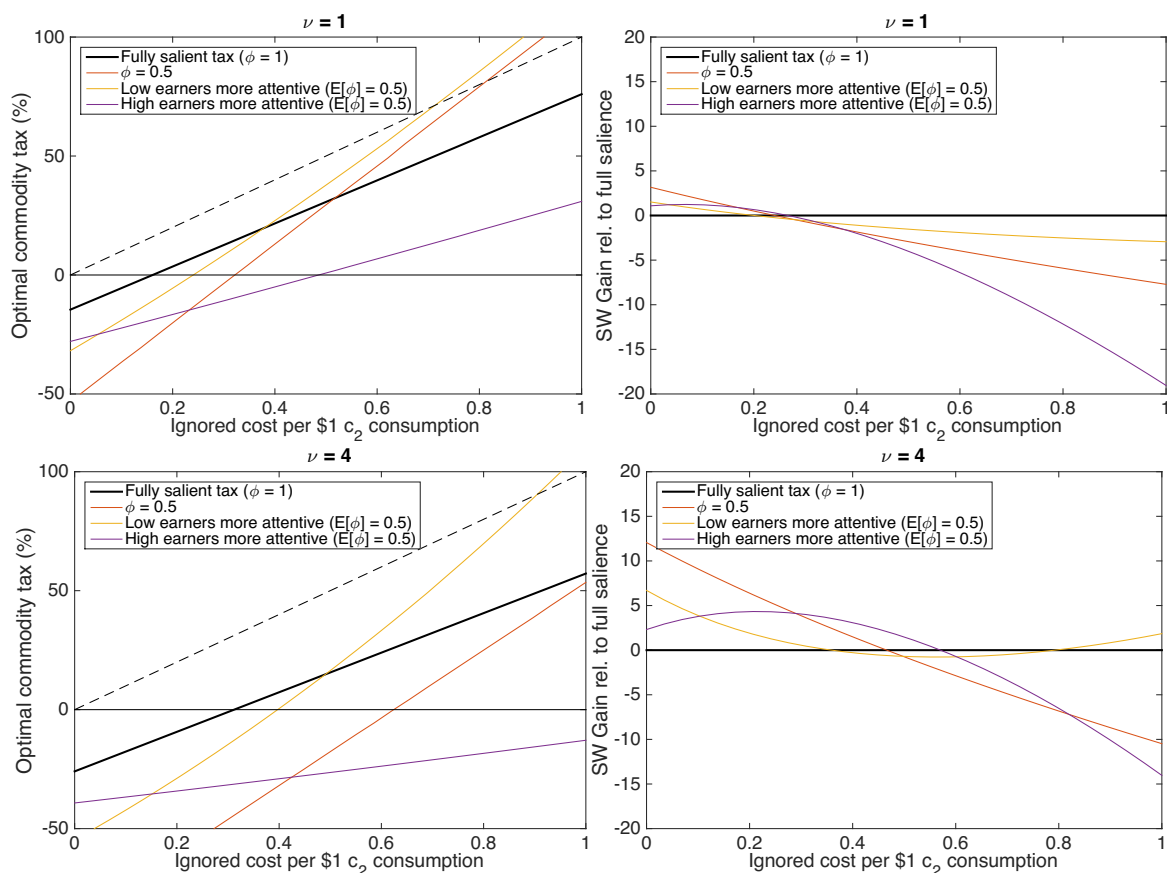 ν = 1
Optimal commodity tax (%)
100
50
0
-50
Fully salient tax (ϕ = 1)
ϕ = 0.5
Low earners more attentive (E[ϕ] = 0.5)
High earners more attentive (E[ϕ] = 0.5)
0 0.2 0.4 0.6 0.8 1
Ignored cost per $1 c₂ consumption
ν = 1
SW Gain rel. to full salience
20
15
10
5
0
-5
-10
-15
-20
Fully salient tax (ϕ = 1)
ϕ = 0.5
Low earners more attentive (E[ϕ] = 0.5)
High earners more attentive (E[ϕ] = 0.5)
0 0.2 0.4 0.6 0.8 1
Ignored cost per $1 c₂ consumption
ν = 4
Optimal commodity tax (%)
100
50
0
-50
Fully salient tax (ϕ = 1)
ϕ = 0.5
Low earners more attentive (E[ϕ] = 0.5)
High earners more attentive (E[ϕ] = 0.5)
0 0.2 0.4 0.6 0.8 1
Ignored cost per $1 c₂ consumption
ν = 4
SW Gain rel. to full salience
20
15
10
5
0
-5
-10
-15
-20
Fully salient tax (ϕ = 1)
ϕ = 0.5
Low earners more attentive (E[ϕ] = 0.5)
High earners more attentive (E[ϕ] = 0.5)
0 0.2 0.4 0.6 0.8 1
Ignored cost per $1 c₂ consumption